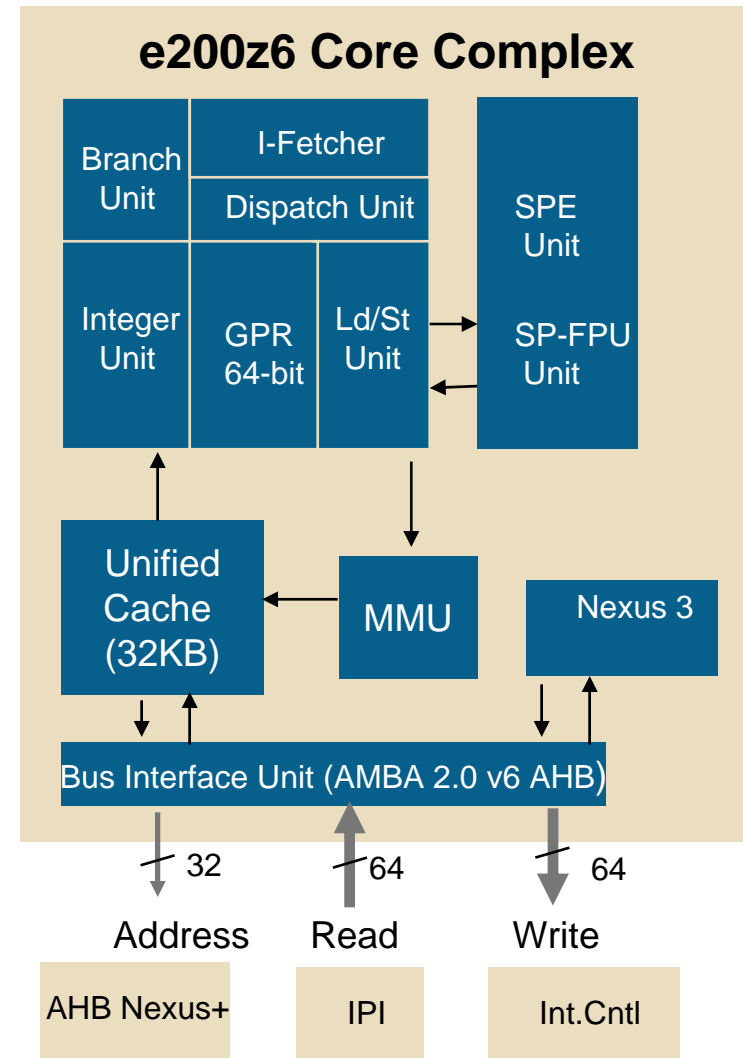 e200z6 Core Complex
Branch
Unit
I-Fetcher
Dispatch Unit
SPE
Unit
Integer
Unit
GPR
64-bit
Ld/St
Unit
SP-FPU
Unit
Unified
Cache
(32KB)
MMU
Nexus 3
Bus Interface Unit (AMBA 2.0 v6 AHB)
32
64
64
Address
Read
Write
AHB Nexus+
IPI
Int.Cntl